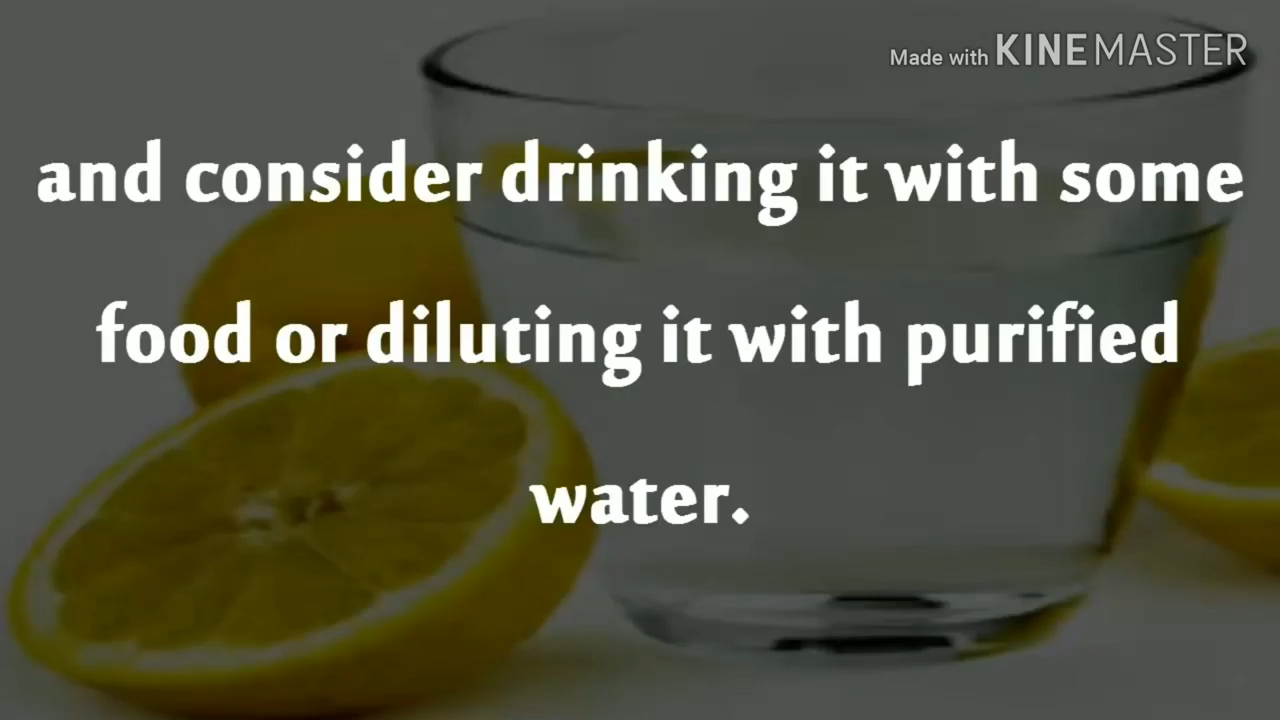 Made with KINEMASTER
and consider drinking it with some
food or diluting it with purified
water.